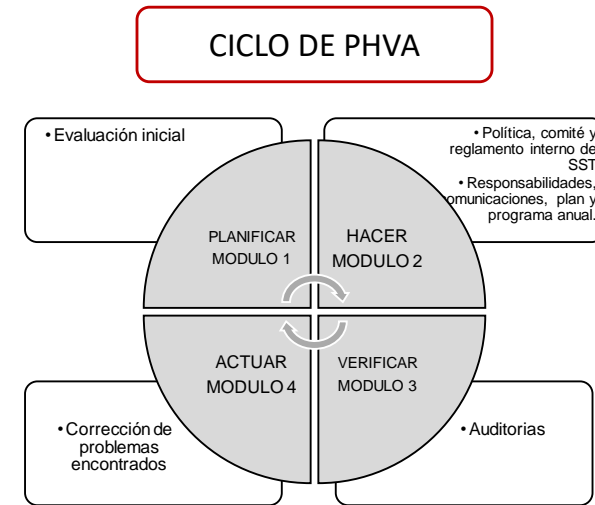 CICLO DE PHVA
• Evaluación inicial
• Política, comité y
reglamento interno de
SST
• Responsabilidades,
omunicaciones, plan y
programa anual.
PLANIFICAR
MODULO 1
HACER
MODULO 2
ACTUAR
MODULO 4
VERIFICAR
MODULO 3
• Corrección de
problemas
encontrados
• Auditorias